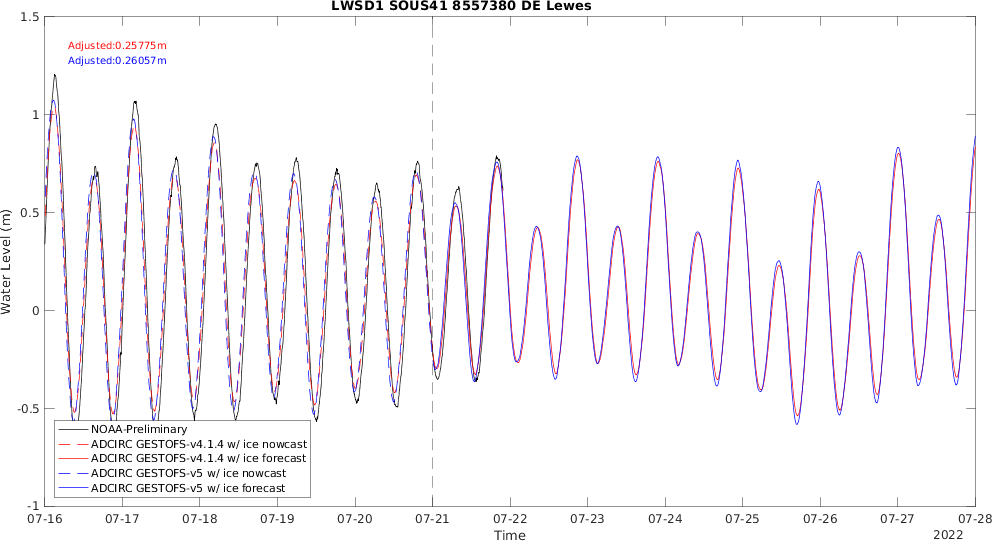 LWSD1 SOUS41 8557380 DE Lewes
1.5
Adjusted:0.25775m
Adjusted:0.26057m
1
0.5
Water Level (m)
0
-0.5
NOAA-Preliminary
ADCIRC GESTOFS-v4.1.4 w/ ice nowcast
ADCIRC GESTOFS-v4.1.4 w/ ice forecast
ADCIRC GESTOFS-v5 w/ ice nowcast
ADCIRC GESTOFS-v5 w/ ice forecast
-1
07-16 07-17 07-18 07-19 07-20 07-21 07-22 07-23 07-24 07-25 07-26 07-27 07-28
Time
2022